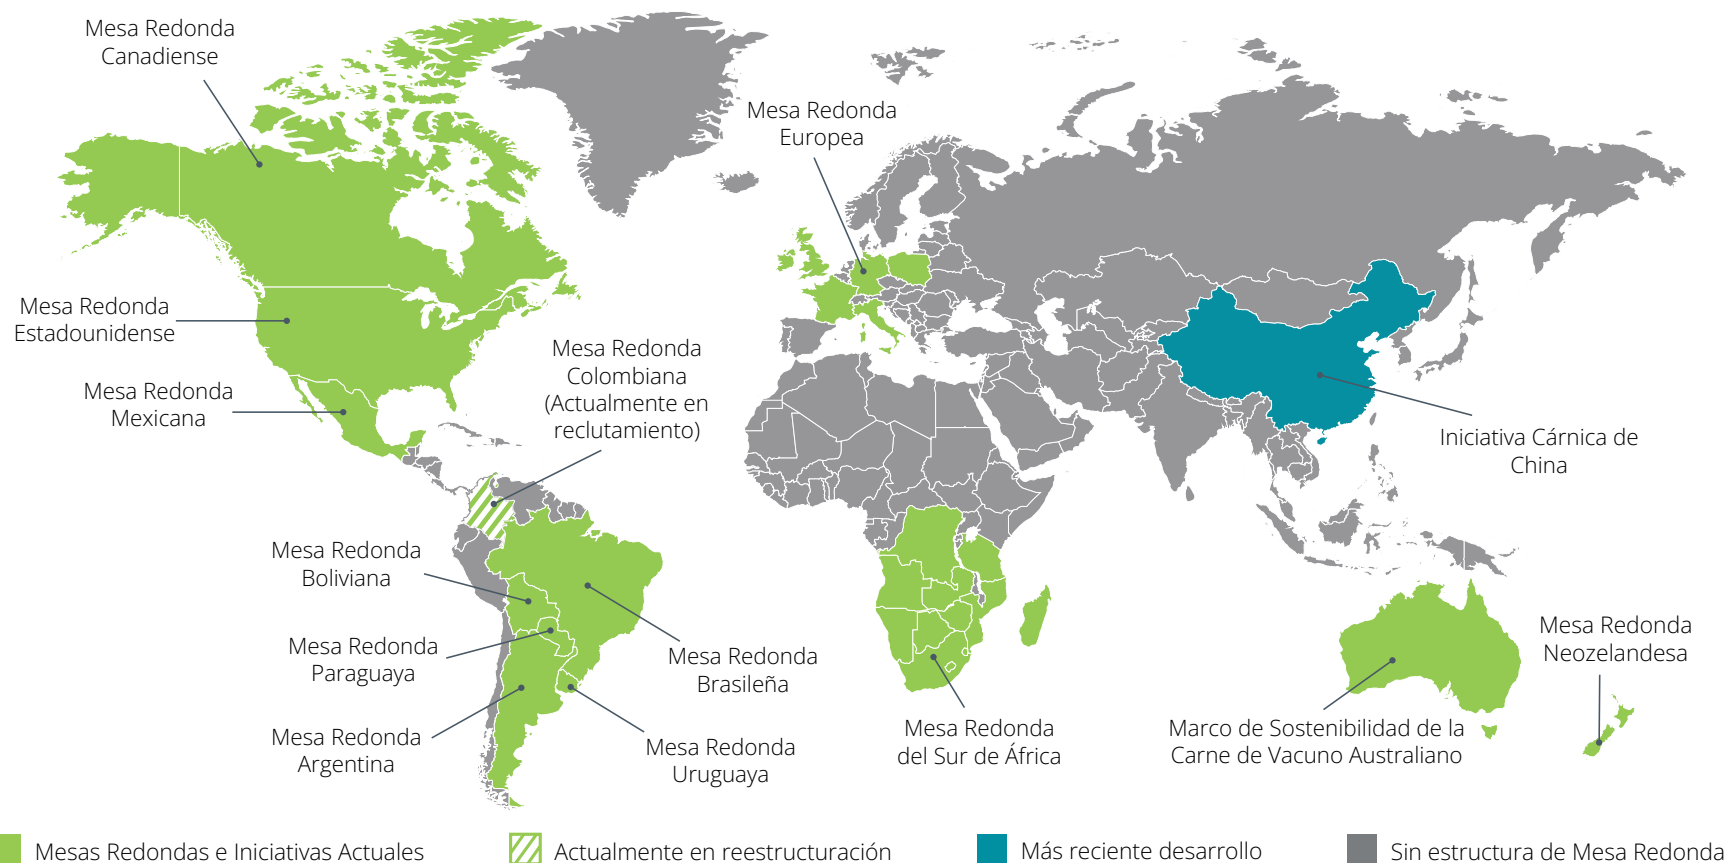 Mesa Redonda
Canadiense
Mesa Redonda
Europea
Mesa Redonda
Estadounidense
Mesa Redonda
Mexicana
Mesa Redonda
Colombiana
(Actualmente en
reclutamiento)
Iniciativa Cárnica de
China
Mesa Redonda
Boliviana
Mesa Redonda
Paraguaya
Mesa Redonda
Argentina
Mesa Redonda
Brasileña
Mesa Redonda
Uruguaya
Mesa Redonda
del Sur de África
Marco de Sostenibilidad de la
Carne de Vacuno Australiano
Mesa Redonda
Neozelandesa
Mesas Redondas e Iniciativas Actuales
Actualmente en reestructuración
Más reciente desarrollo
Sin estructura de Mesa Redonda